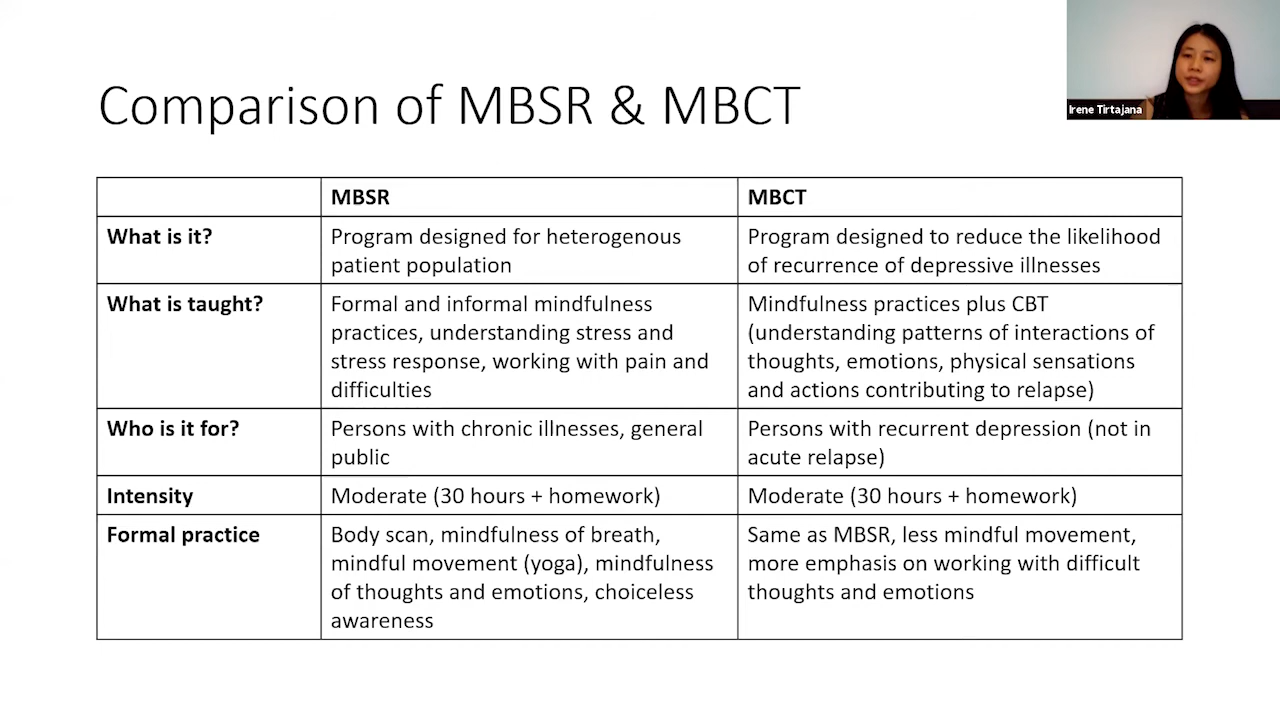 Irene Tirtajana
Comparison of MBSR & MBCT
MBSR
MBCT
What is it?
Program designed for heterogenous
patient population
Program designed to reduce the likelihood
of recurrence of depressive illnesses
What is taught?
Formal and informal mindfulness
practices, understanding stress and
stress response, working with pain and
difficulties
Mindfulness practices plus CBT
(understanding patterns of interactions of
thoughts, emotions, physical sensations
and actions contributing to relapse)
Who is it for?
Persons with chronic illnesses, general
public
Persons with recurrent depression (not in
acute relapse)
Intensity
Moderate (30 hours + homework)
Moderate (30 hours + homework)
Formal practice
Body scan, mindfulness of breath,
mindful movement (yoga), mindfulness
of thoughts and emotions, choiceless
awareness
Same as MBSR, less mindful movement,
more emphasis on working with difficult
thoughts and emotions